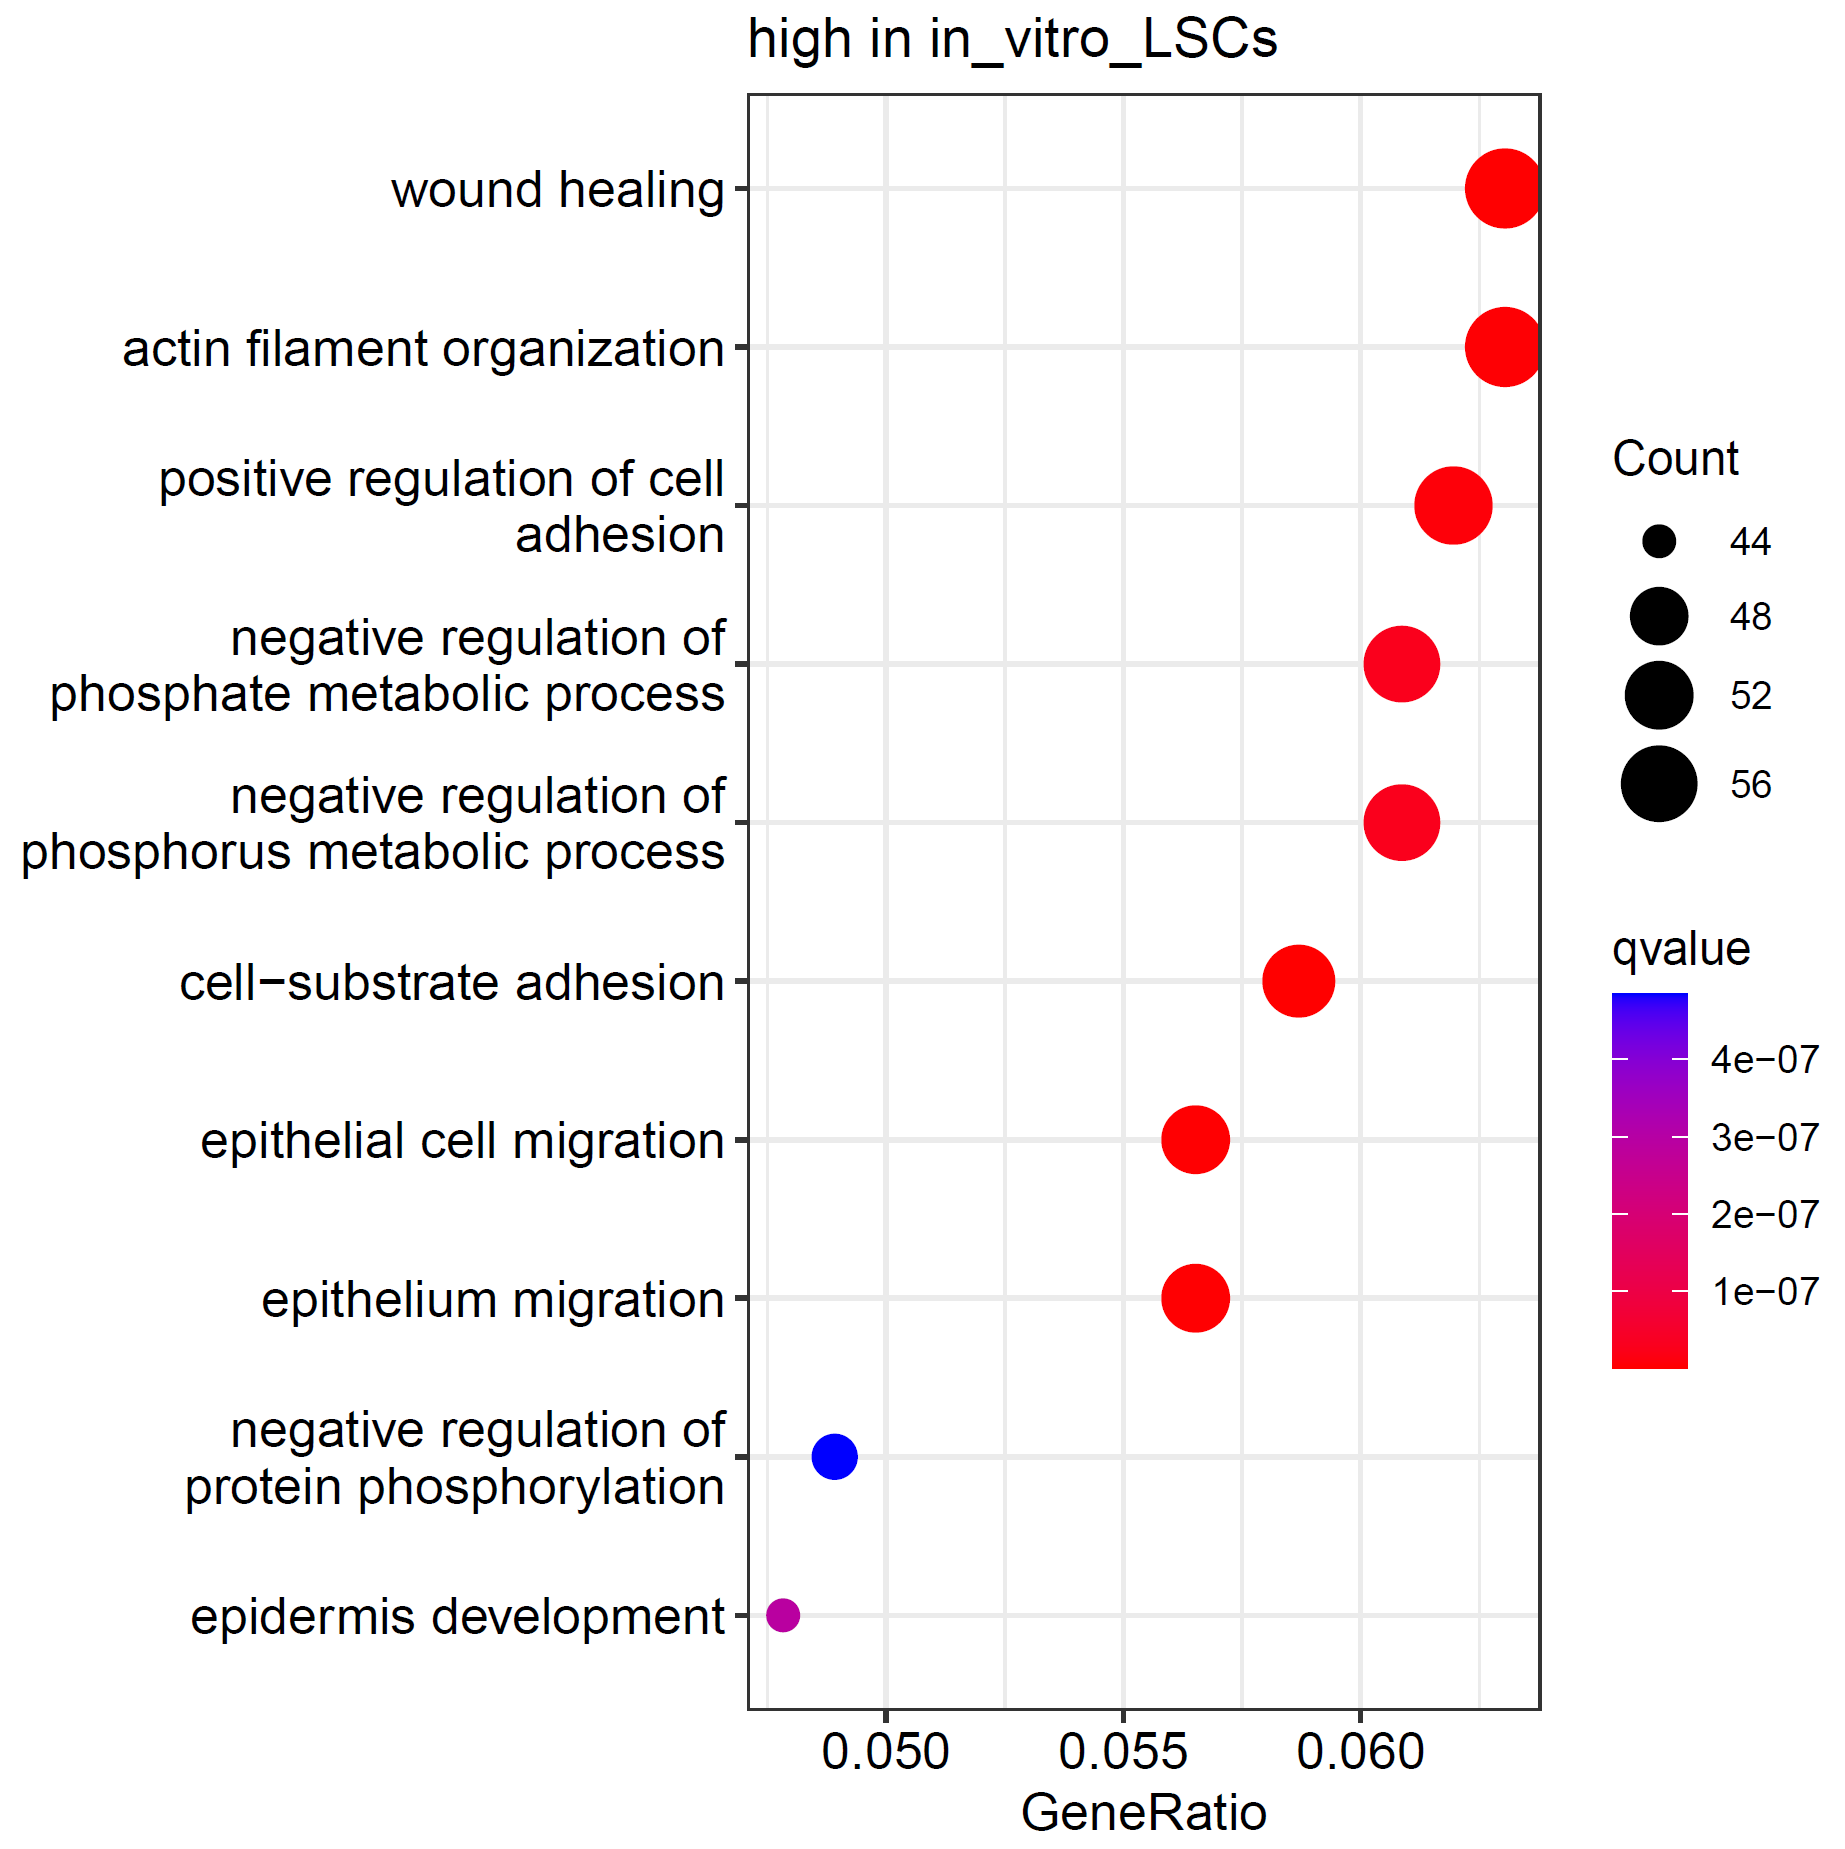 high in in_vitro_LSCs
wound healing
actin filament organization
positive regulation of cell
adhesion
negative regulation of
phosphate metabolic process
negative regulation of
phosphorus metabolic process
cell−substrate adhesion
epithelial cell migration
epithelium migration
negative regulation of
protein phosphorylation
epidermis development
0.050
0.055
0.060
GeneRatio
Count
44
48
52
56
qvalue
4e−07
3e−07
2e−07
1e−07